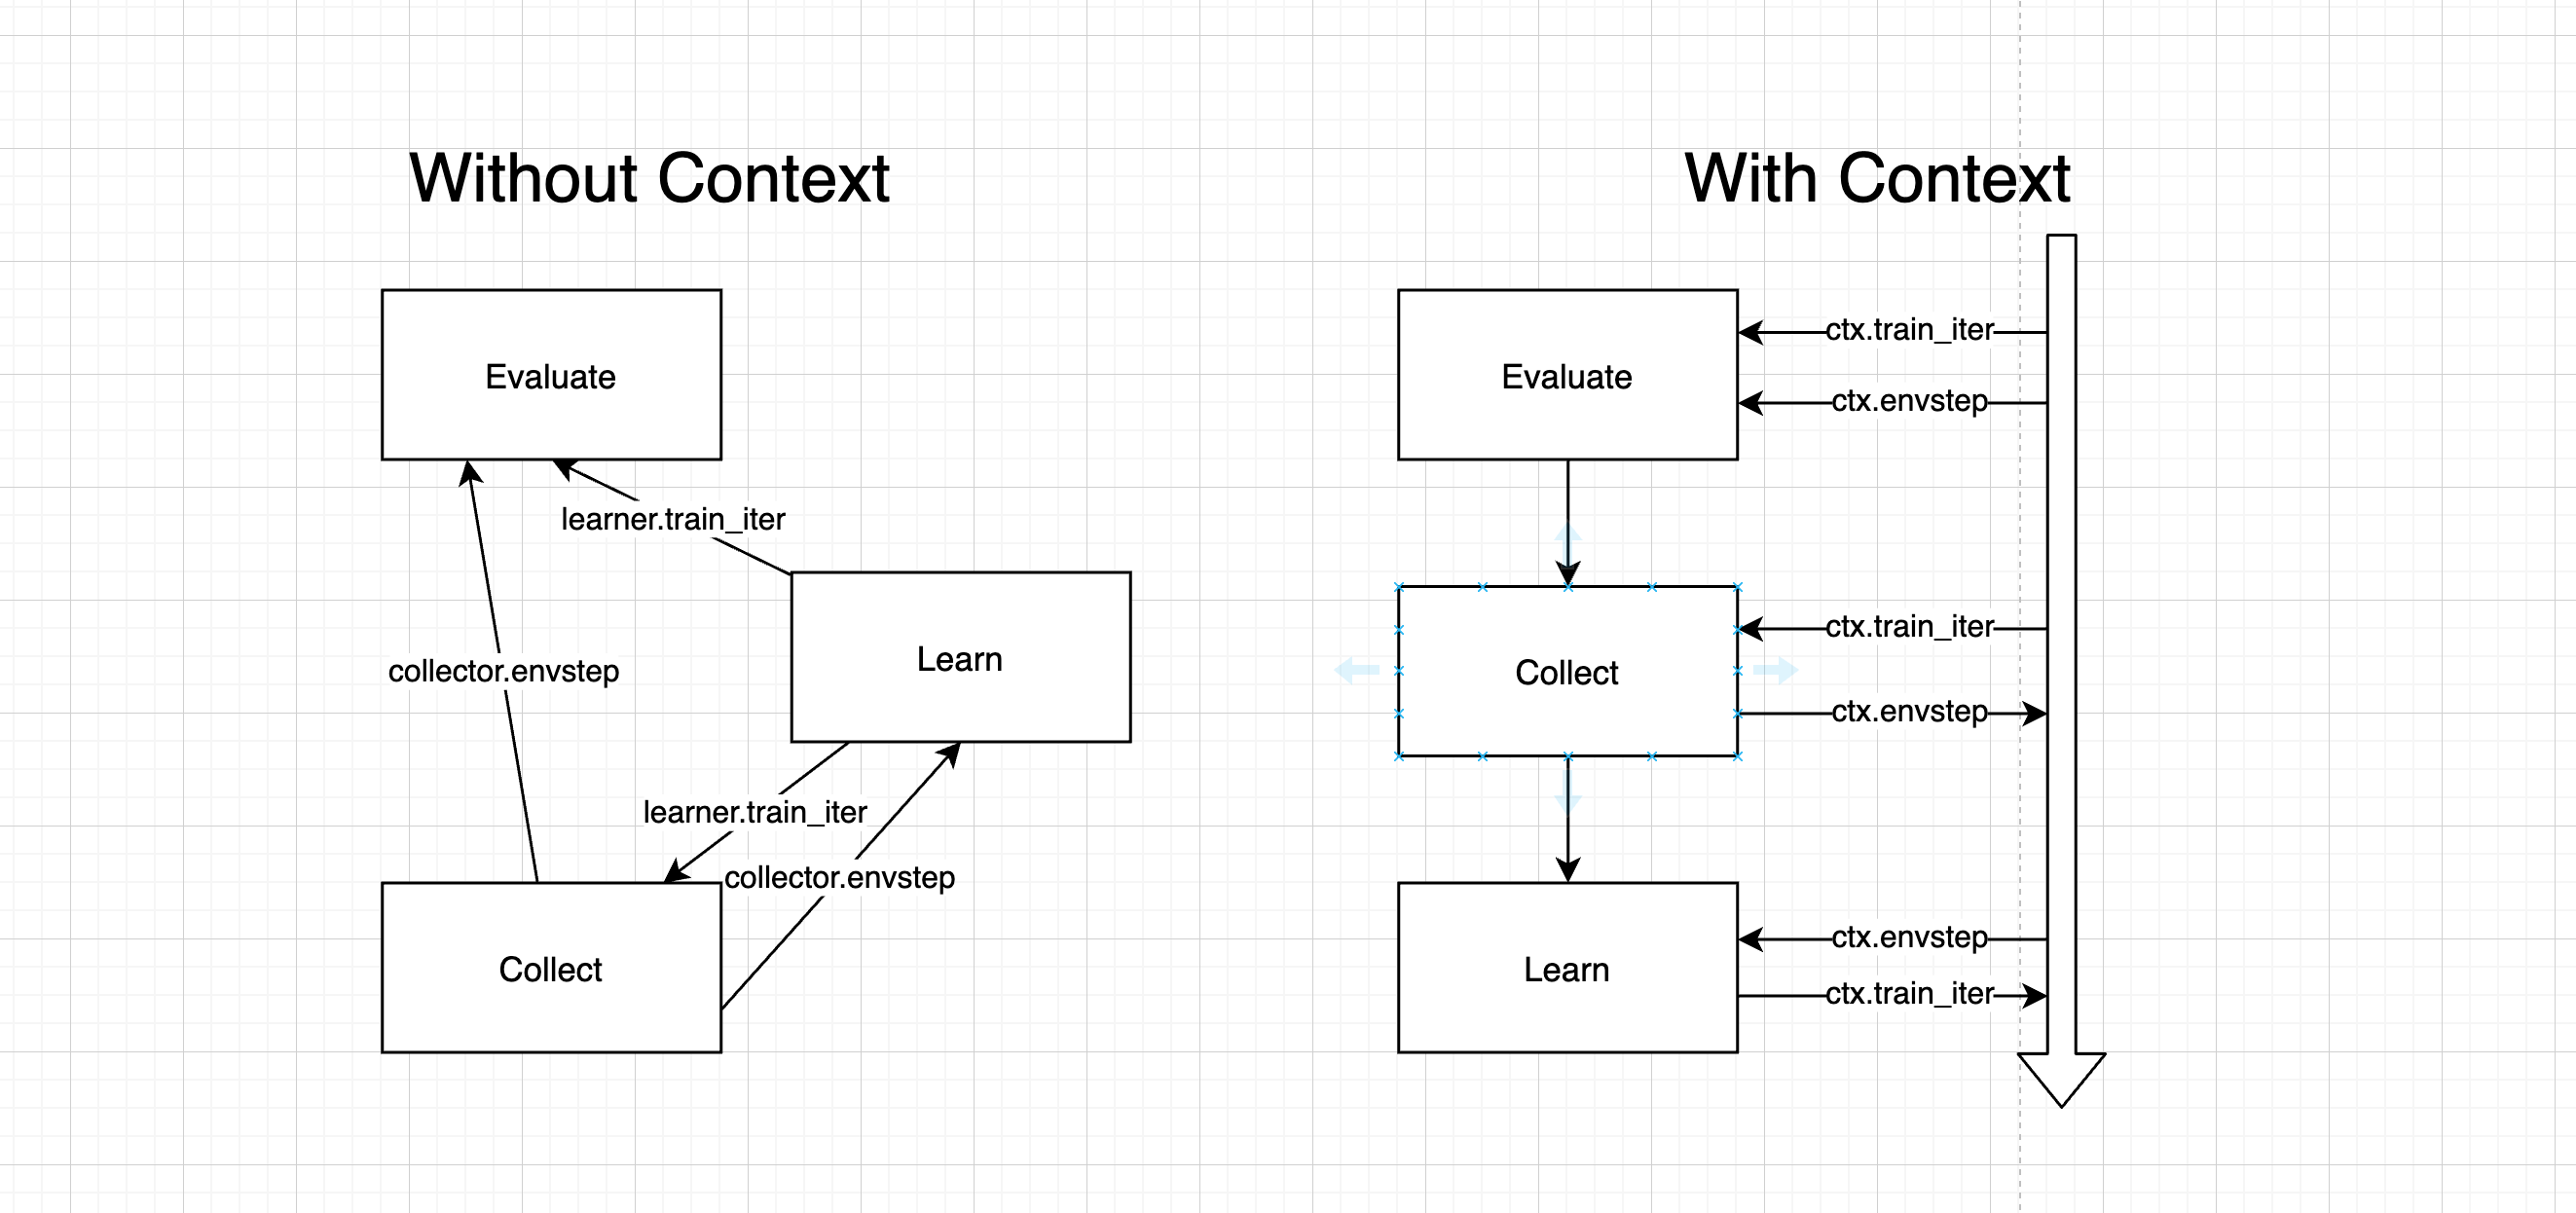 Without Context
Evaluate
learner.train_iter
collector.envstep
Learn
learner.train_iter
collector.envstep
Collect
With Context
Evaluate
ctx.train_iter
ctx.envstep
Collect
ctx.train_iter
ctx.envstep
Learn
ctx.envstep
ctx.train_iter